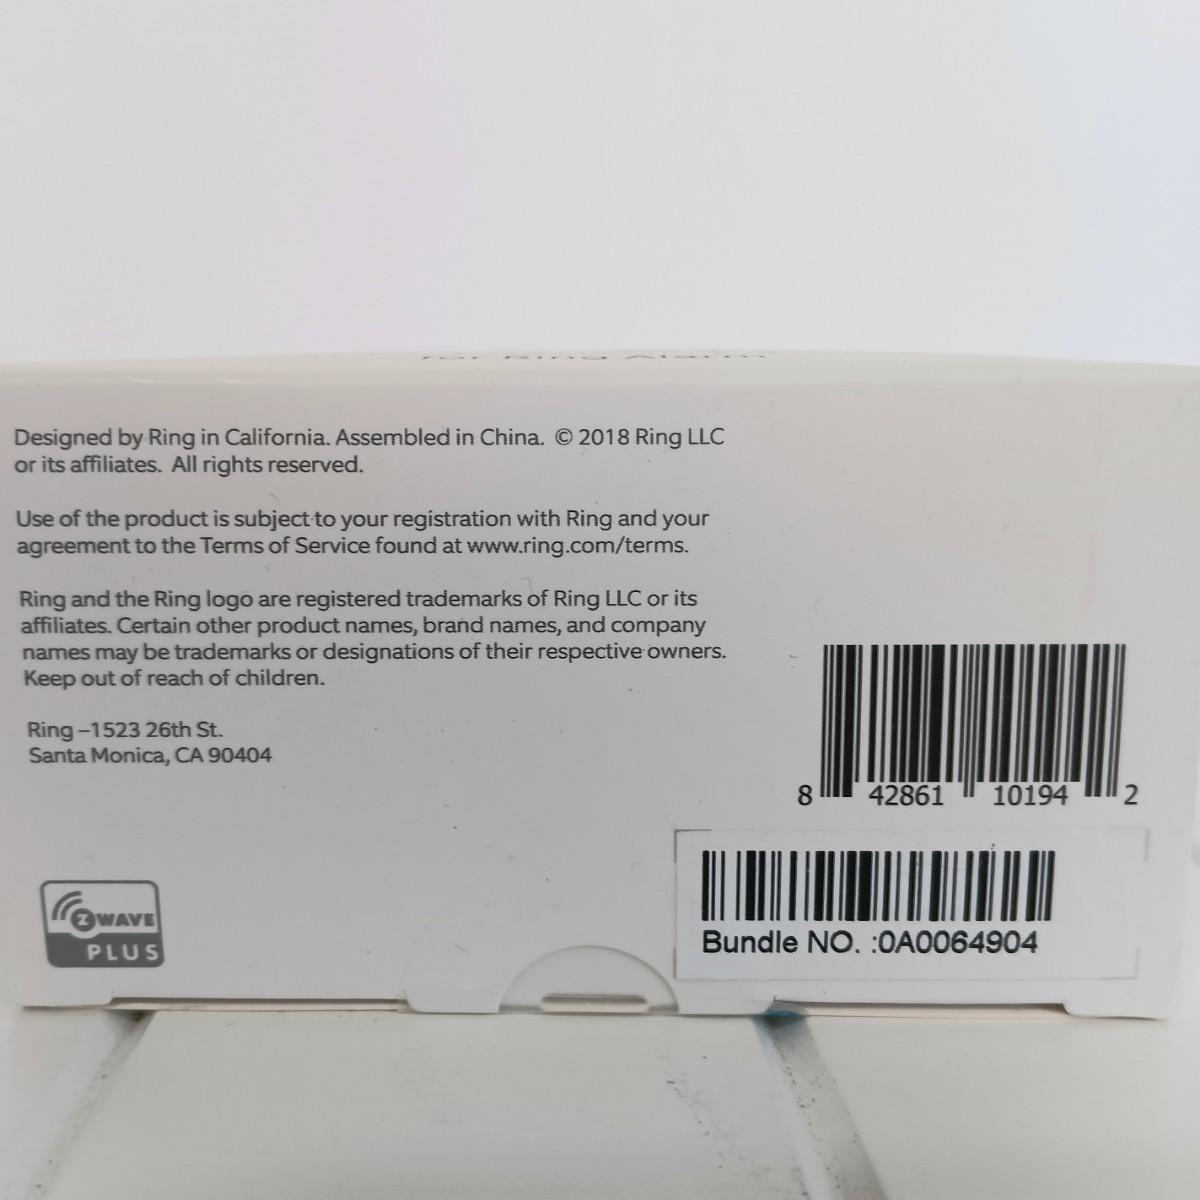 for Ring Alarm
Designed by Ring in California. Assembled in China. © 2018 Ring LLC
or its affiliates. All rights reserved.
Use of the product is subject to your registration with Ring and your
agreement to the Terms of Service found at www.ring.com/terms.
Ring and the Ring logo are registered trademarks of Ring LLC or its
affiliates. Certain other product names, brand names, and company
names may be trademarks or designations of their respective owners.
Keep out of reach of children.
Ring –1523 26th St.
Santa Monica, CA 90404
8 42861 10194 2
Z WAVE
PLUS
Bundle NO. :0A0064904